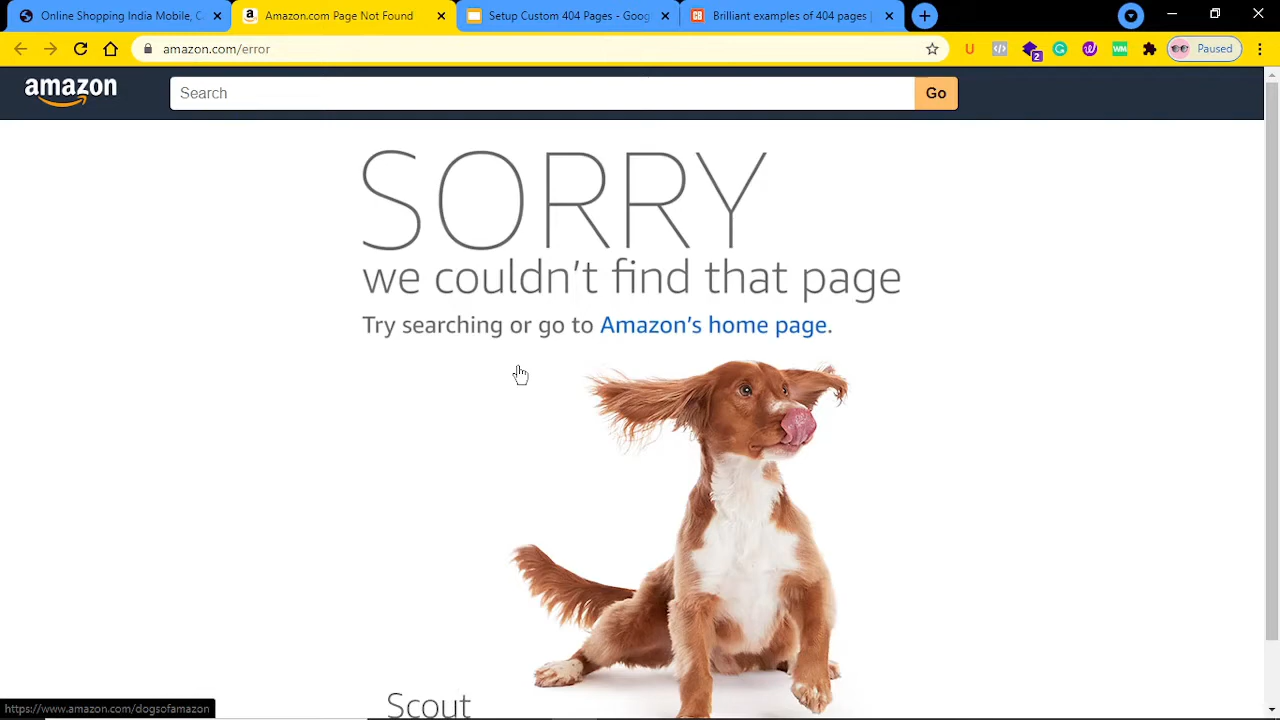 Online Shopping India Mobile, C
Amazon.com Page Not Found
Setup Custom 404 Pages - Goog
Brilliant examples of 404 pages |
amazon.com/error
2
WM
Paused
amazon
Search
Go
SORRY
we couldn't find that page
Try searching or go to Amazon's home page.
Scout
https://www.amazon.com/dogsofamazon